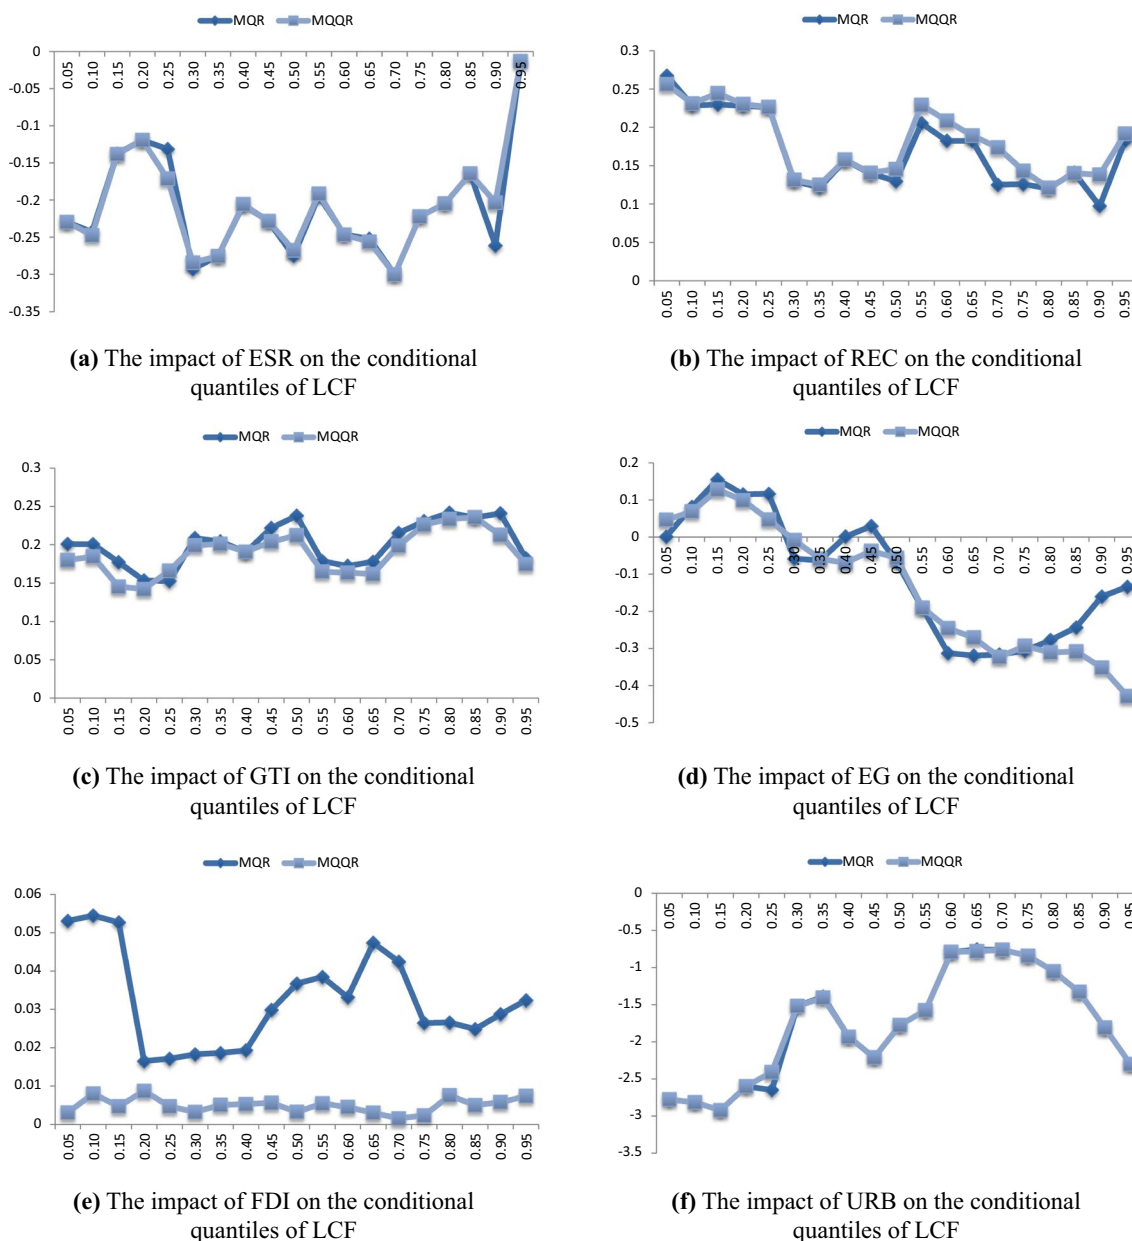 MQR MQQR
0
-0.05
-0.1
-0.15
-0.2
-0.25
-0.3
-0.35
0.05 0.10 0.15 0.20 0.25 0.30 0.35 0.40 0.45 0.50 0.55 0.60 0.65 0.70 0.75 0.80 0.85 0.90 0.95
(a) The impact of ESR on the conditional
quantiles of LCF
MQR MQQR
0.3
0.25
0.2
0.15
0.1
0.05
0
0.05 0.10 0.15 0.20 0.25 0.30 0.35 0.40 0.45 0.50 0.55 0.60 0.65 0.70 0.75 0.80 0.85 0.90 0.95
(b) The impact of REC on the conditional
quantiles of LCF
MQR MQQR
0.3
0.25
0.2
0.15
0.1
0.05
0
0.05 0.10 0.15 0.20 0.25 0.30 0.35 0.40 0.45 0.50 0.55 0.60 0.65 0.70 0.75 0.80 0.85 0.90 0.95
(c) The impact of GTI on the conditional
quantiles of LCF
MQR MQQR
0.2
0.1
0
-0.1
-0.2
-0.3
-0.4
-0.5
0.05 0.10 0.15 0.20 0.25 0.30 0.35 0.40 0.45 0.50 0.55 0.60 0.65 0.70 0.75 0.80 0.85 0.90 0.95
(d) The impact of EG on the conditional
quantiles of LCF
MQR MQQR
0.06
0.05
0.04
0.03
0.02
0.01
0
0.05 0.10 0.15 0.20 0.25 0.30 0.35 0.40 0.45 0.50 0.55 0.60 0.65 0.70 0.75 0.80 0.85 0.90 0.95
(e) The impact of FDI on the conditional
quantiles of LCF
MQR MQQR
0
-0.5
-1
-1.5
-2
-2.5
-3
-3.5
0.05 0.10 0.15 0.20 0.25 0.30 0.35 0.40 0.45 0.50 0.55 0.60 0.65 0.70 0.75 0.80 0.85 0.90 0.95
(f) The impact of URB on the conditional
quantiles of LCF